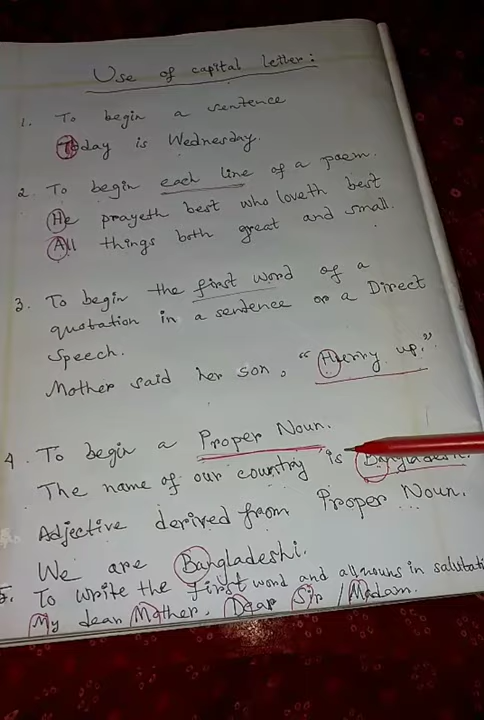 Use of capital letter:
1. To begin a sentence
Today is Wednesday.
2. To begin each line of a poem.
He prayeth best who loveth best
All things both great and small.
3. To begin the first word of a
quotation in a sentence or a Direct
Speech.
Mother said her son, "Hurry up."
4. To begin a Proper Noun.
The name of our country is Bangladesh.
Adjective derived from Proper Noun.
We are Bangladeshi.
5. To write the first word and all nouns in salutati
My dear Mother, Dear Sir / Madam.